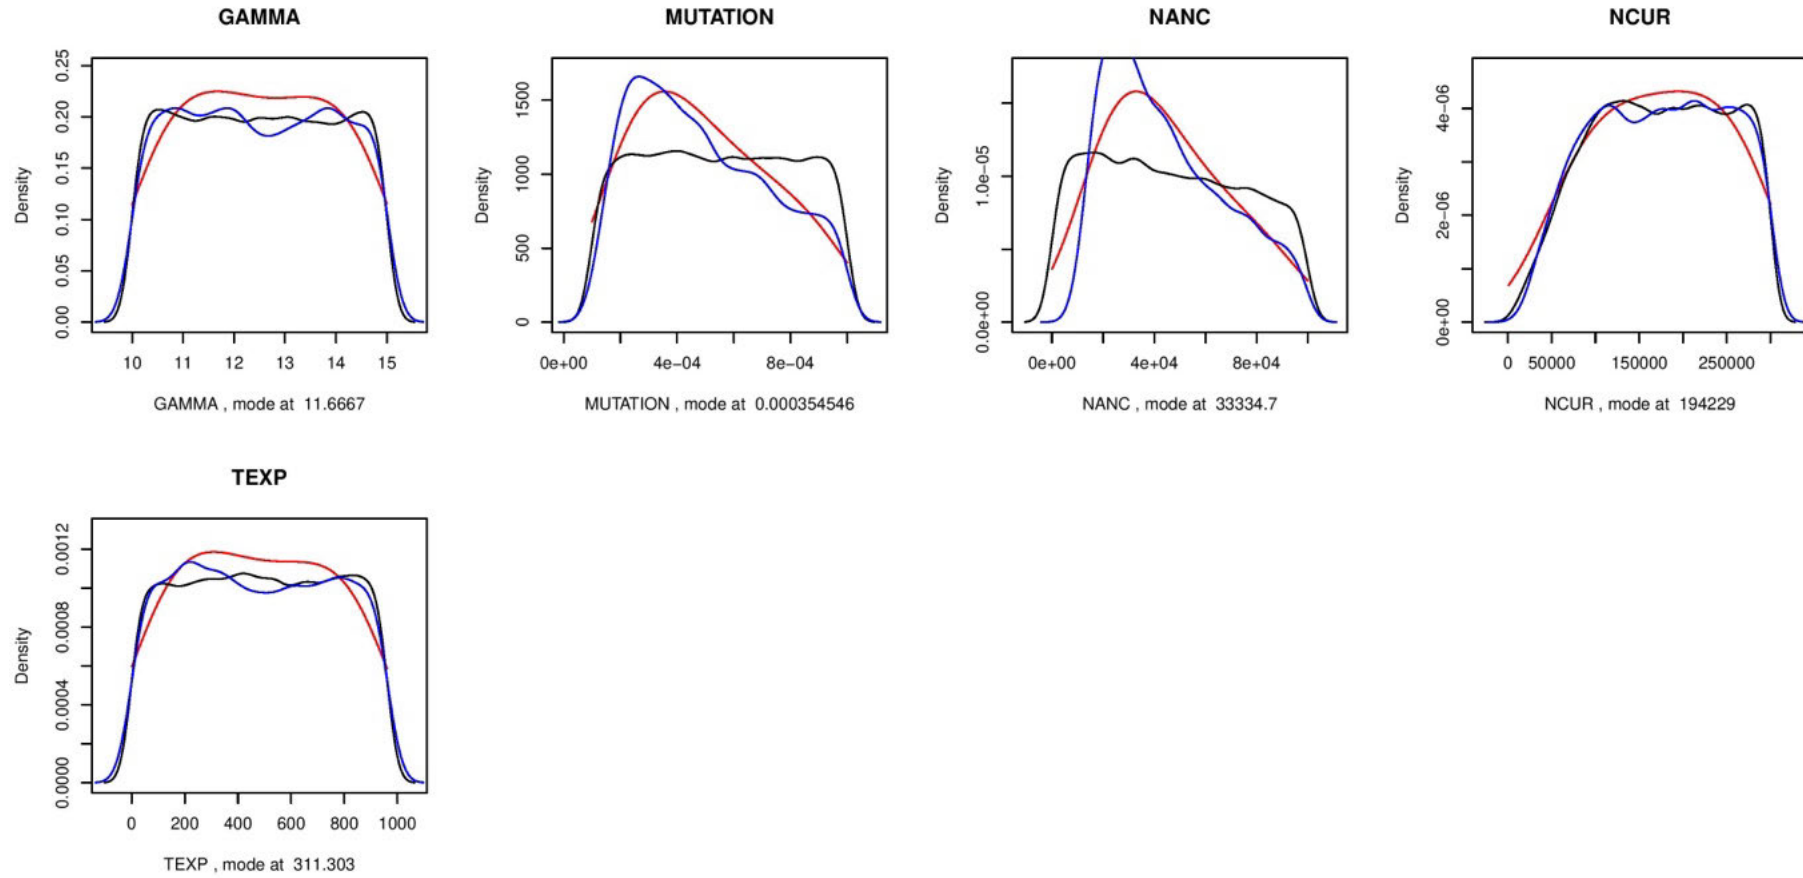 GAMMA
MUTATION
NANC
NCUR
Density
0.00 0.05 0.10 0.15 0.20 0.25
10 11 12 13 14 15
GAMMA , mode at 11.6667
Density
0 500 1000 1500
0e+00 4e−04 8e−04
MUTATION , mode at 0.000354546
Density
0.0e+00 1.0e−05
0e+00 4e+04 8e+04
NANC , mode at 33334.7
Density
0e+00 2e−06 4e−06
0 50000 150000 250000
NCUR , mode at 194229
TEXP
Density
0.0000 0.0004 0.0008 0.0012
0 200 400 600 800 1000
TEXP , mode at 311.303